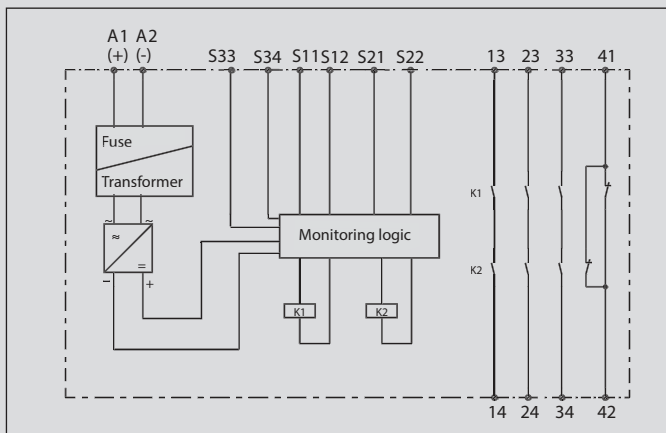 A1 A2
(+) (-) S33 S34 S11 S12 S21 S22 13 23 33 41
Fuse
Transformer
~ ~
≈
=
− +
Monitoring logic
K1
K2
K1 K2
14 24 34 42